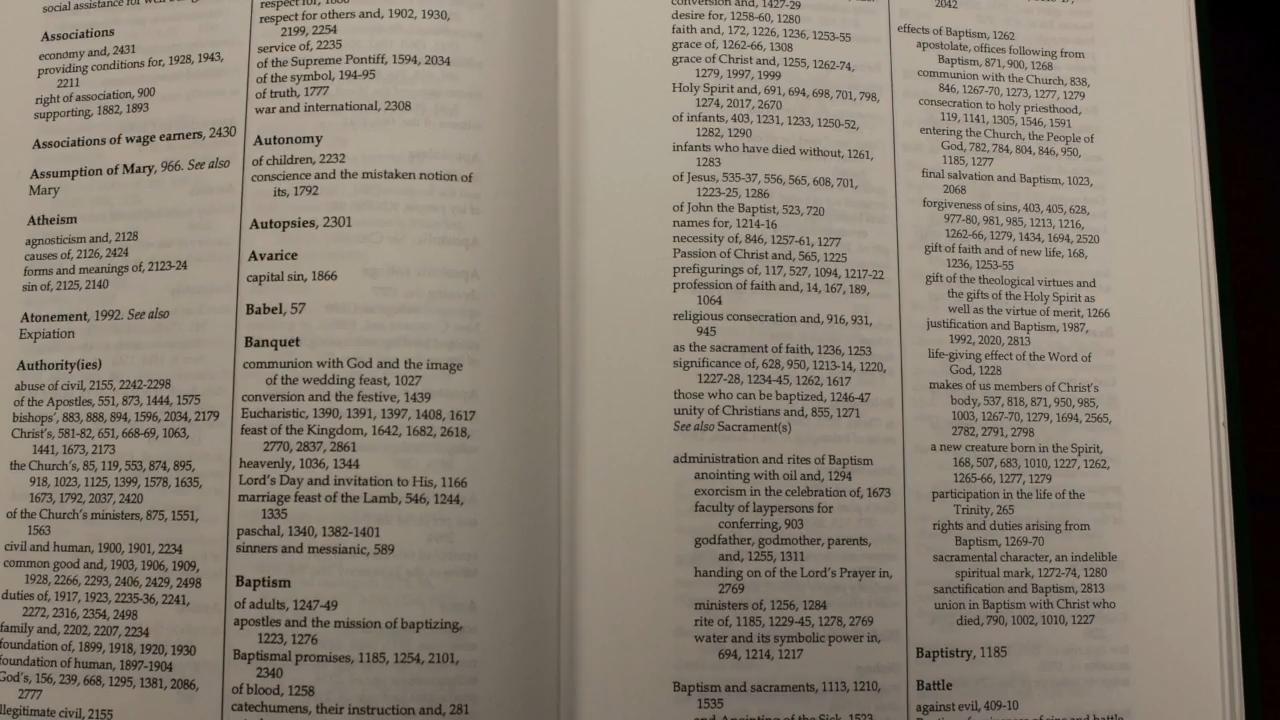 social assistance for well
Associations
economy and, 2431
providing conditions for, 1928, 1943,
2211
right of association, 900
supporting, 1882, 1893
Associations of wage earners, 2430
Assumption of Mary, 966. See also
Mary
Atheism
agnosticism and, 2128
causes of, 2126, 2424
forms and meanings of, 2123-24
sin of, 2125, 2140
Atonement, 1992. See also
Expiation
Authority(ies)
abuse of civil, 2155, 2242-2298
of the Apostles, 551, 873, 1444, 1575
bishops', 883, 888, 894, 1596, 2034, 2179
Christ's, 581-82, 651, 668-69, 1063,
1441, 1673, 2173
the Church's, 85, 119, 553, 874, 895,
918, 1023, 1125, 1399, 1578, 1635,
1673, 1792, 2037, 2420
of the Church's ministers, 875, 1551,
1563
civil and human, 1900, 1901, 2234
common good and, 1903, 1906, 1909,
1928, 2266, 2293, 2406, 2429, 2498
duties of, 1917, 1923, 2235-36, 2241,
2272, 2316, 2354, 2498
family and, 2202, 2207, 2234
foundation of, 1899, 1918, 1920, 1930
foundation of human, 1897-1904
God's, 156, 239, 668, 1295, 1381, 2086,
2777
llegitimate civil, 2155
respect for,
respect for others and, 1902, 1930,
2199, 2254
service of, 2235
of the Supreme Pontiff, 1594, 2034
of the symbol, 194-95
of truth, 1777
war and international, 2308
Autonomy
of children, 2232
conscience and the mistaken notion of
its, 1792
Autopsies, 2301
Avarice
capital sin, 1866
Babel, 57
Banquet
communion with God and the image
of the wedding feast, 1027
conversion and the festive, 1439
Eucharistic, 1390, 1391, 1397, 1408, 1617
feast of the Kingdom, 1642, 1682, 2618,
2770, 2837, 2861
heavenly, 1036, 1344
Lord's Day and invitation to His, 1166
marriage feast of the Lamb, 546, 1244,
1335
paschal, 1340, 1382-1401
sinners and messianic, 589
Baptism
of adults, 1247-49
apostles and the mission of baptizing,
1223, 1276
Baptismal promises, 1185, 1254, 2101,
2340
of blood, 1258
catechumens, their instruction and, 281
conversion and, 1427-29
desire for, 1258-60, 1280
faith and, 172, 1226, 1236, 1253-55
grace of, 1262-66, 1308
grace of Christ and, 1255, 1262-74,
1279, 1997, 1999
Holy Spirit and, 691, 694, 698, 701, 798,
1274, 2017, 2670
of infants, 403, 1231, 1233, 1250-52,
1282, 1290
infants who have died without, 1261,
1283
of Jesus, 535-37, 556, 565, 608, 701,
1223-25, 1286
of John the Baptist, 523, 720
names for, 1214-16
necessity of, 846, 1257-61, 1277
Passion of Christ and, 565, 1225
prefigurings of, 117, 527, 1094, 1217-22
profession of faith and, 14, 167, 189,
1064
religious consecration and, 916, 931,
945
as the sacrament of faith, 1236, 1253
significance of, 628, 950, 1213-14, 1220,
1227-28, 1234-45, 1262, 1617
those who can be baptized, 1246-47
unity of Christians and, 855, 1271
See also Sacrament(s)
administration and rites of Baptism
anointing with oil and, 1294
exorcism in the celebration of, 1673
faculty of laypersons for
conferring, 903
godfather, godmother, parents,
and, 1255, 1311
handing on of the Lord's Prayer in,
2769
ministers of, 1256, 1284
rite of, 1185, 1229-45, 1278, 2769
water and its symbolic power in,
694, 1214, 1217
Baptism and sacraments, 1113, 1210,
1535
and Anointing of the Sick, 1523
2042
effects of Baptism, 1262
apostolate, offices following from
Baptism, 871, 900, 1268
communion with the Church, 838,
846, 1267-70, 1273, 1277, 1279
consecration to holy priesthood,
119, 1141, 1305, 1546, 1591
entering the Church, the People of
God, 782, 784, 804, 846, 950,
1185, 1277
final salvation and Baptism, 1023,
2068
forgiveness of sins, 403, 405, 628,
977-80, 981, 985, 1213, 1216,
1262-66, 1279, 1434, 1694, 2520
gift of faith and of new life, 168,
1236, 1253-55
gift of the theological virtues and
the gifts of the Holy Spirit as
well as the virtue of merit, 1266
justification and Baptism, 1987,
1992, 2020, 2813
life-giving effect of the Word of
God, 1228
makes of us members of Christ's
body, 537, 818, 871, 950, 985,
1003, 1267-70, 1279, 1694, 2565,
2782, 2791, 2798
a new creature born in the Spirit,
168, 507, 683, 1010, 1227, 1262,
1265-66, 1277, 1279
participation in the life of the
Trinity, 265
rights and duties arising from
Baptism, 1269-70
sacramental character, an indelible
spiritual mark, 1272-74, 1280
sanctification and Baptism, 2813
union in Baptism with Christ who
died, 790, 1002, 1010, 1227
Baptistry, 1185
Battle
against evil, 409-10